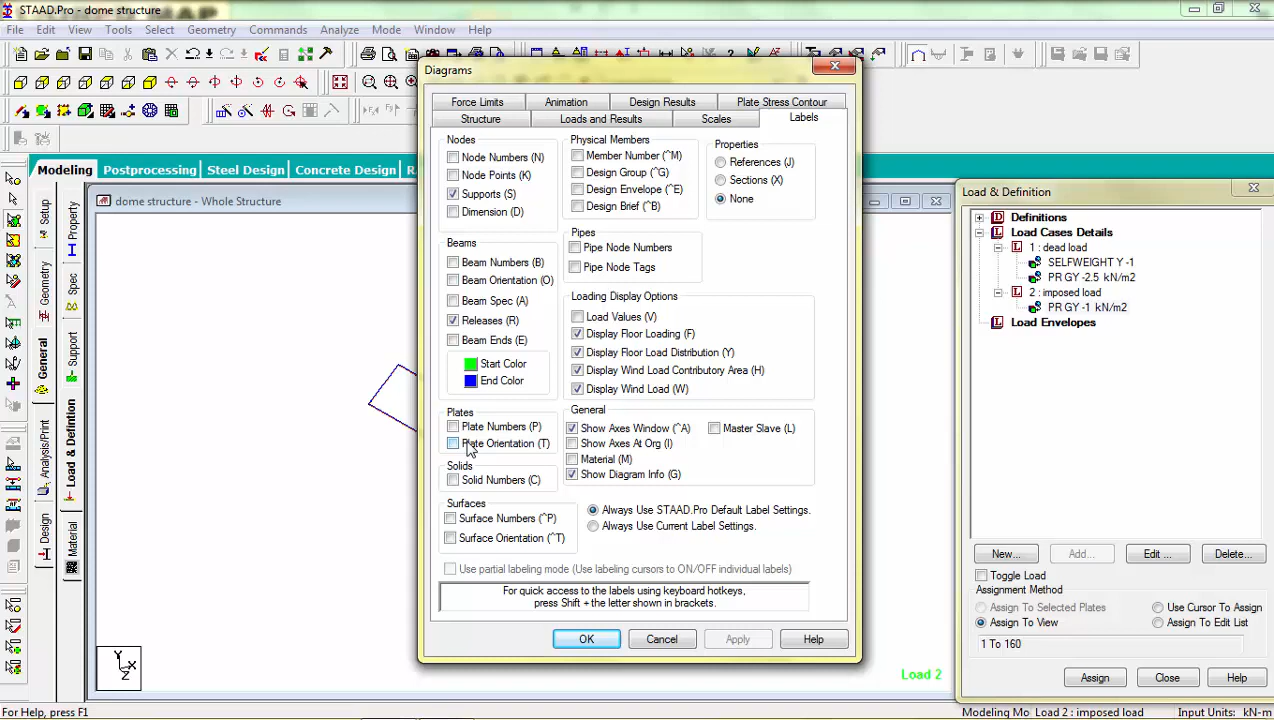 STAAD.Pro - dome structure
File Edit View Tools Select Geometry Commands Analyze Mode Window Help
Modeling Postprocessing Steel Design Concrete Design
dome structure - Whole Structure
Setup
Geometry
General
Analysis/Print
Design
Property
Spec
Support
Load & Definition
Material
Y
X
Z
Load 2
Diagrams
Force Limits Animation Design Results Plate Stress Contour
Structure Loads and Results Scales Labels
Nodes
Node Numbers (N)
Node Points (K)
Supports (S)
Dimension (D)
Physical Members
Member Number (^M)
Design Group (^G)
Design Envelope (^E)
Design Brief (^B)
Properties
References (J)
Sections (X)
None
Beams
Beam Numbers (B)
Beam Orientation (O)
Beam Spec (A)
Releases (R)
Beam Ends (E)
Start Color
End Color
Pipes
Pipe Node Numbers
Pipe Node Tags
Loading Display Options
Load Values (V)
Display Floor Loading (F)
Display Floor Load Distribution (Y)
Display Wind Load Contributory Area (H)
Display Wind Load (W)
Plates
Plate Numbers (P)
Plate Orientation (T)
Solids
Solid Numbers (C)
General
Show Axes Window (^A)
Master Slave (L)
Show Axes At Org (I)
Material (M)
Show Diagram Info (G)
Surfaces
Surface Numbers (^P)
Surface Orientation (^T)
Always Use STAAD.Pro Default Label Settings.
Always Use Current Label Settings.
Use partial labeling mode (Use labeling cursors to ON/OFF individual labels)
For quick access to the labels using keyboard hotkeys,
press Shift + the letter shown in brackets.
OK Cancel Apply Help
Load & Definition
Definitions
Load Cases Details
1 : dead load
SELFWEIGHT Y -1
PR GY -2.5 kN/m2
2 : imposed load
PR GY -1 kN/m2
Load Envelopes
New... Add... Edit ... Delete...
Toggle Load
Assignment Method
Assign To Selected Plates
Use Cursor To Assign
Assign To View
Assign To Edit List
1 To 160
Assign Close Help
For Help, press F1
Modeling Mo Load 2 : imposed load Input Units: kN-m